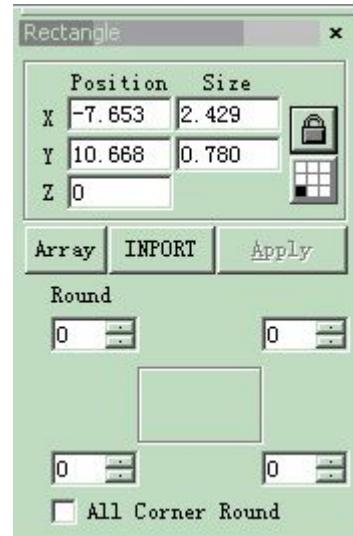 Rectangle ×
Position Size
X -7.653 2.429
Y 10.668 0.780
Z 0
Array INPORT Apply
Round
0 0
0 0
All Corner Round